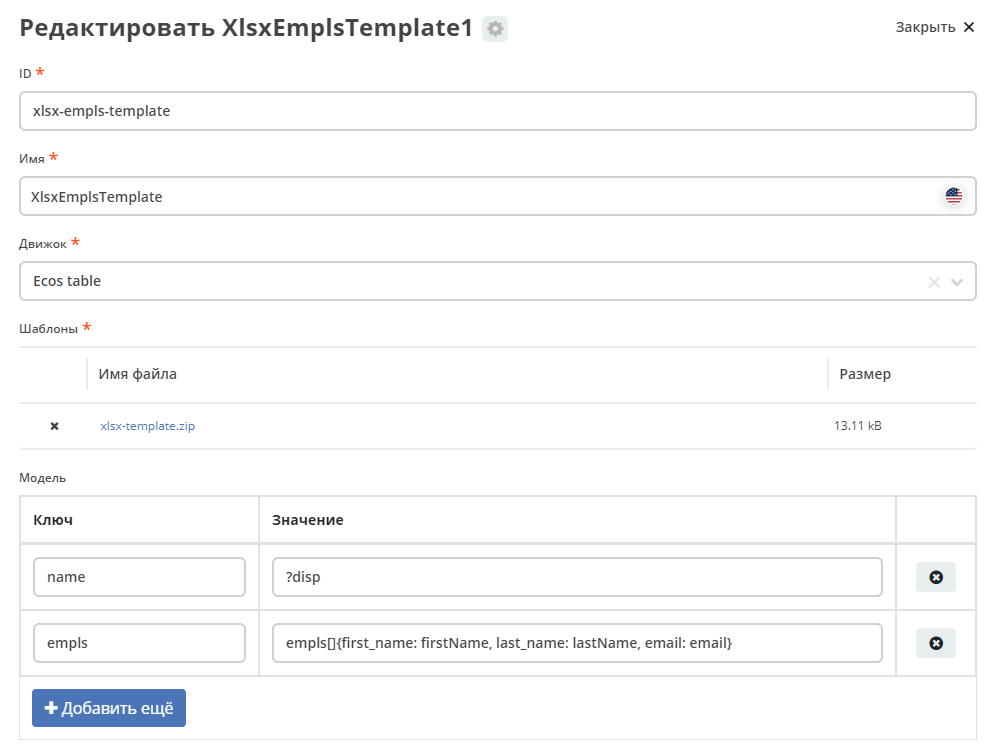 Редактировать XlsxEmplsTemplate1
Закрыть ✕
ID *
xlsx-empls-template
Имя *
XlsxEmplsTemplate
Движок *
Ecos table
Шаблоны *
Имя файла Размер
xlsx-template.zip 13.11 kB
Модель
Ключ Значение
name ?disp
empls empls[]{first_name: firstName, last_name: lastName, email: email}
+ Добавить ещё